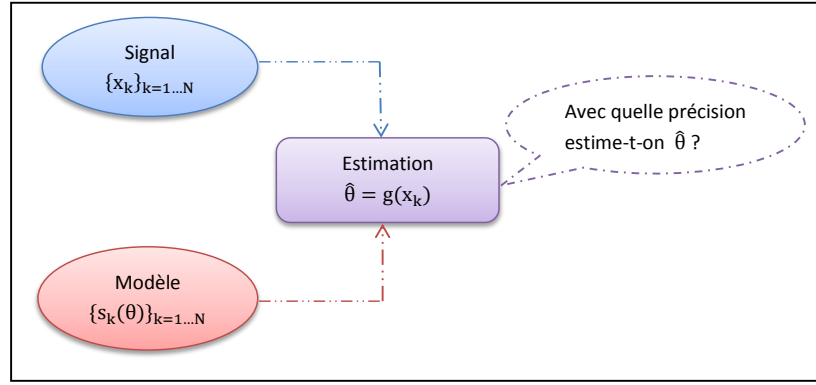 Signal
{xₖ}ₖ₌₁…N
Estimation
θ̂ = g(xₖ)
Avec quelle précision
estime-t-on θ̂ ?
Modèle
{sₖ(θ)}ₖ₌₁…N